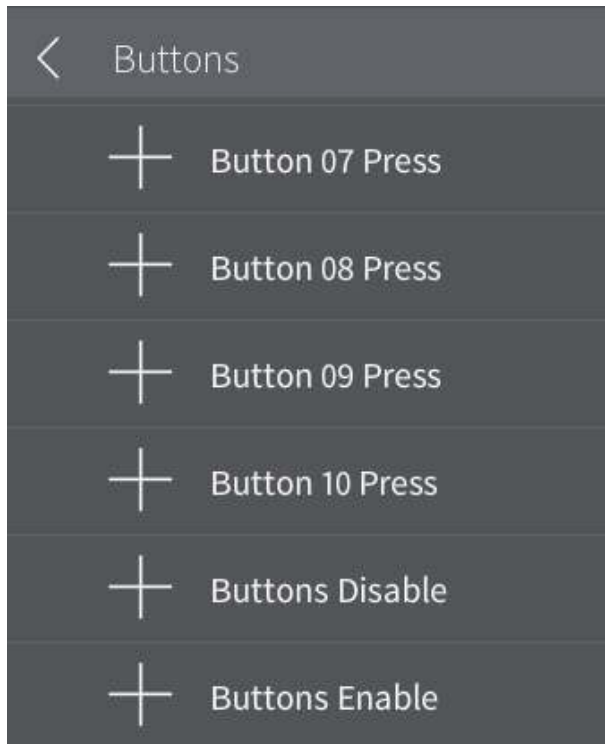 Buttons
Button 07 Press
Button 08 Press
Button 09 Press
Button 10 Press
Buttons Disable
Buttons Enable